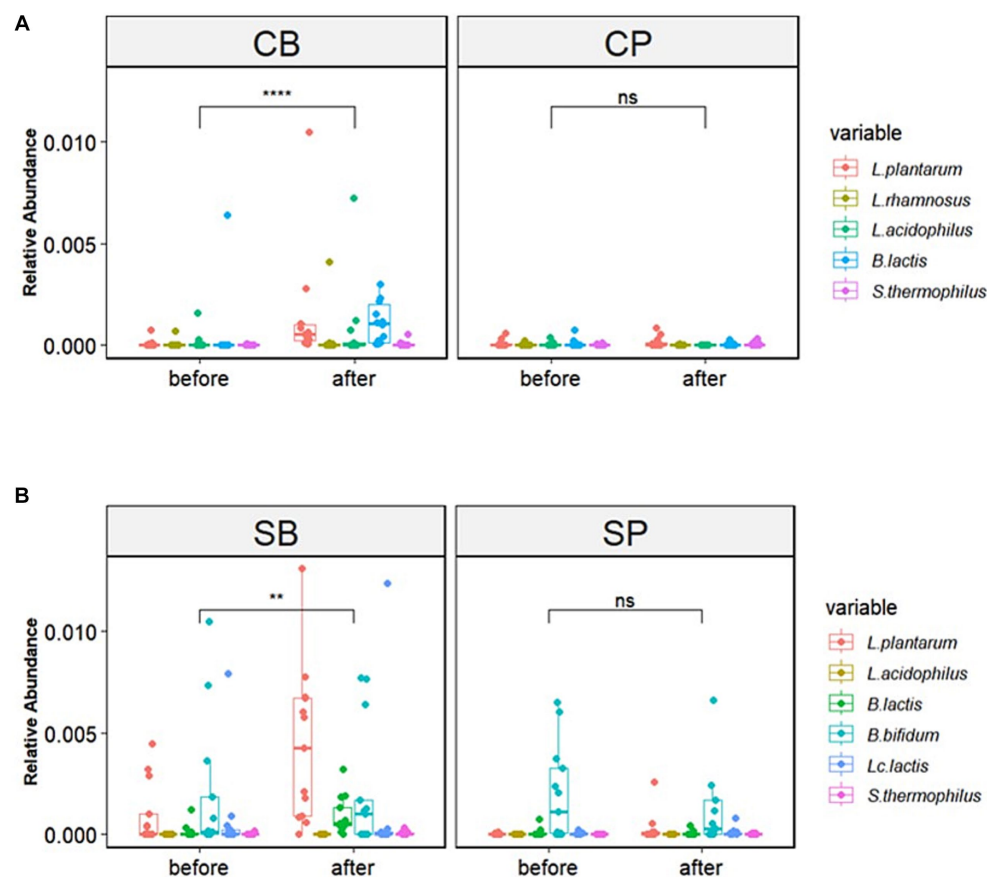 A
CB
CP
****
ns
0.010
0.005
0.000
Relative Abundance
before
after
before
after
variable
L.plantarum
L.rhamnosus
L.acidophilus
B.lactis
S.thermophilus
B
SB
SP
**
ns
0.010
0.005
0.000
Relative Abundance
before
after
before
after
variable
L.plantarum
L.acidophilus
B.lactis
B.bifidum
Lc.lactis
S.thermophilus